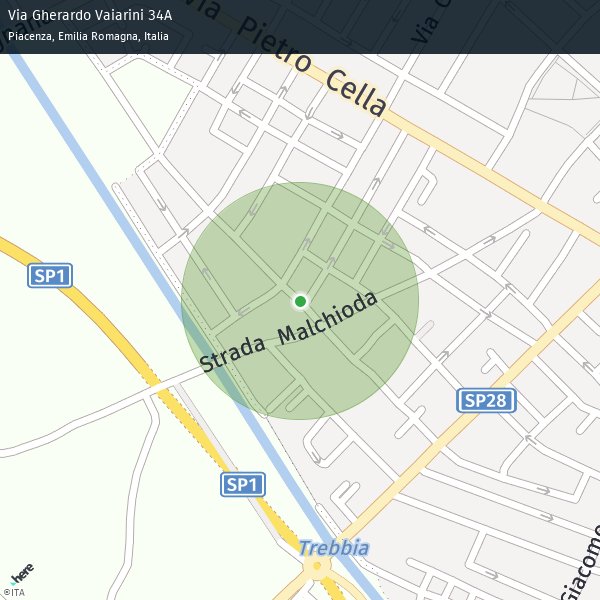 Via Gherardo Vaiarini 34A
Piacenza, Emilia Romagna, Italia
Via Pietro Cella
Via G
SP1
Strada Malchioda
SP28
SP1
Trebbia
Giacomo
here
©ITA